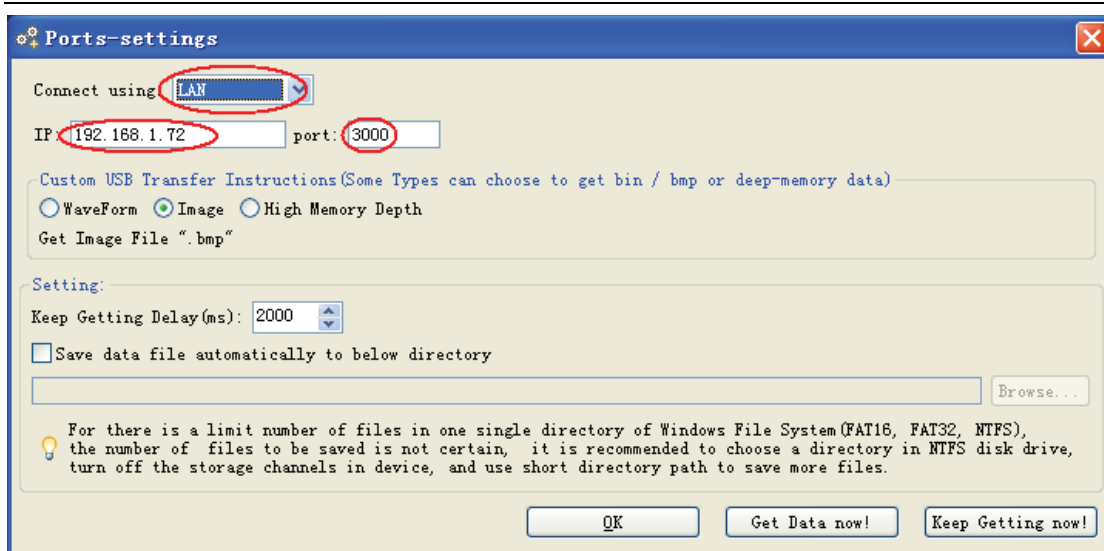 Ports-settings
Connect using: LAN
IP: 192.168.1.72 port: 3000
Custom USB Transfer Instructions(Some Types can choose to get bin / bmp or deep-memory data)
WaveForm Image High Memory Depth
Get Image File ".bmp"
Setting:
Keep Getting Delay(ms): 2000
Save data file automatically to below directory
Browse...
For there is a limit number of files in one single directory of Windows File System(FAT16, FAT32, NTFS),
the number of files to be saved is not certain, it is recommended to choose a directory in NTFS disk drive,
turn off the storage channels in device, and use short directory path to save more files.
OK Get Data now! Keep Getting now!